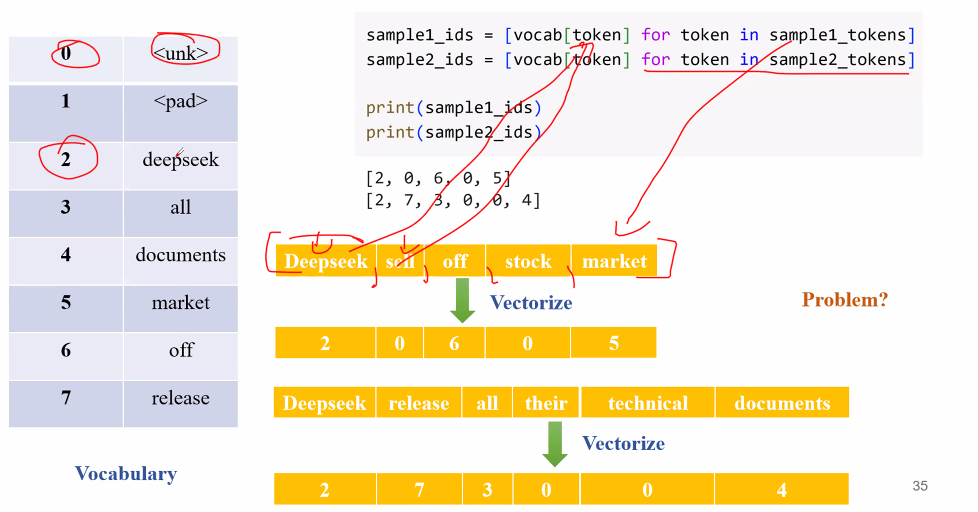 0 <unk>
1 <pad>
2 deepseek
3 all
4 documents
5 market
6 off
7 release
Vocabulary
sample1_ids = [vocab[token] for token in sample1_tokens]
sample2_ids = [vocab[token] for token in sample2_tokens]
print(sample1_ids)
print(sample2_ids)
[2, 0, 6, 0, 5]
[2, 7, 3, 0, 0, 4]
Deepseek sell off stock market
Vectorize
2 0 6 0 5
Problem?
Deepseek release all their technical documents
Vectorize
2 7 3 0 0 4
35